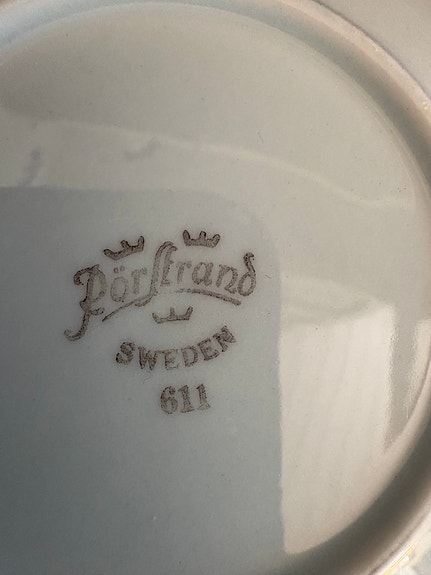 Rörstrand
SWEDEN
611